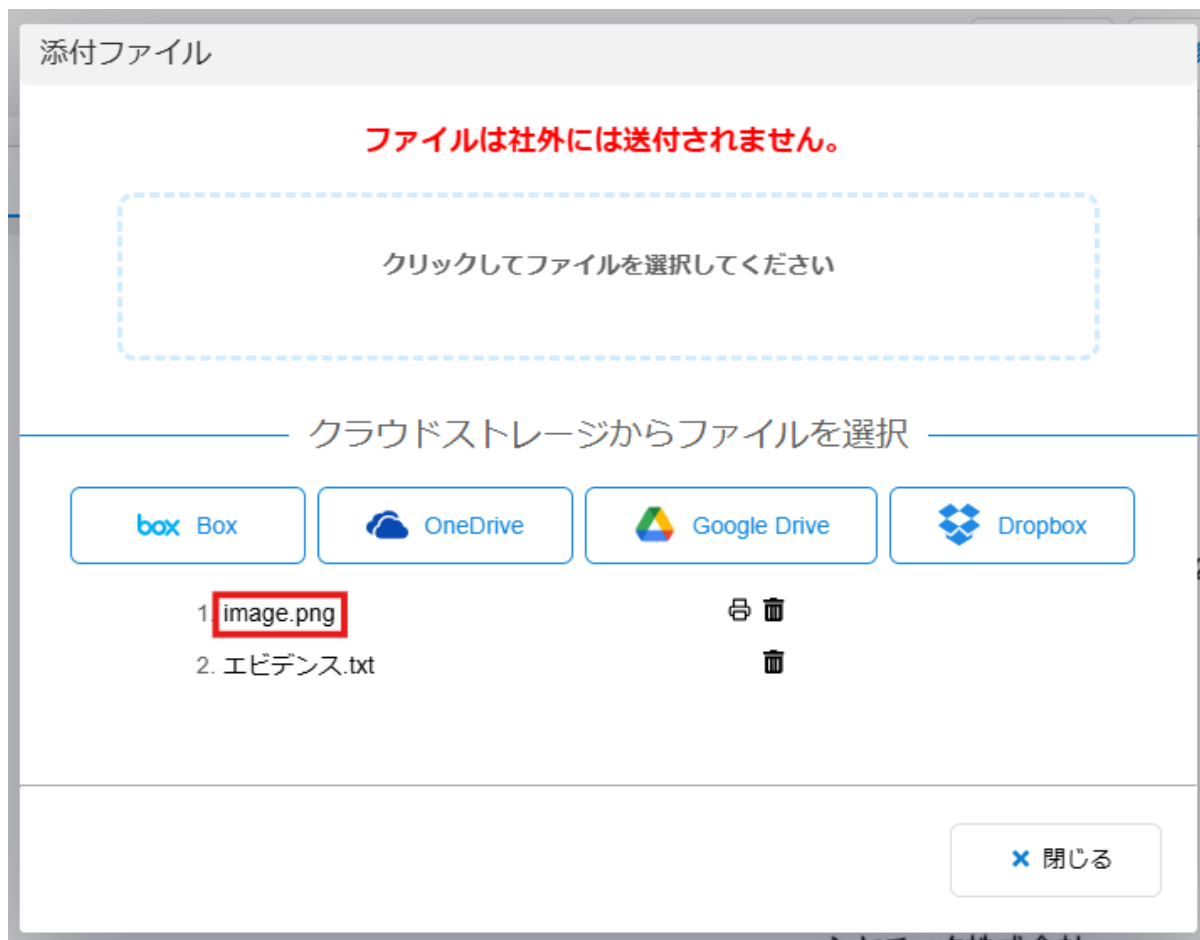 添付ファイル
ファイルは社外には送付されません。
クリックしてファイルを選択してください
クラウドストレージからファイルを選択
box Box OneDrive Google Drive Dropbox
1. image.png
2. エビデンス.txt
× 閉じる